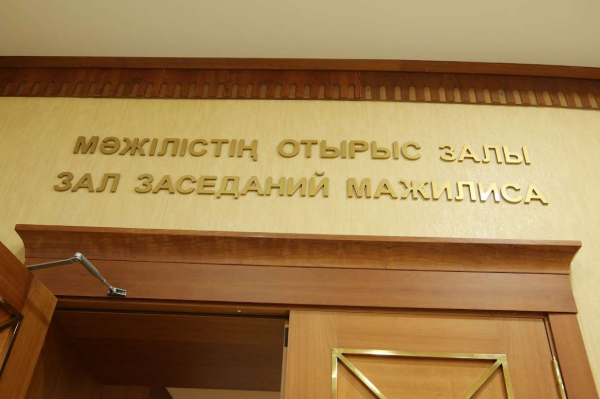 МӘЖІЛІСТІҢ ОТЫРЫС ЗАЛЫ
ЗАЛ ЗАСЕДАНИЙ МАЖИЛИСА